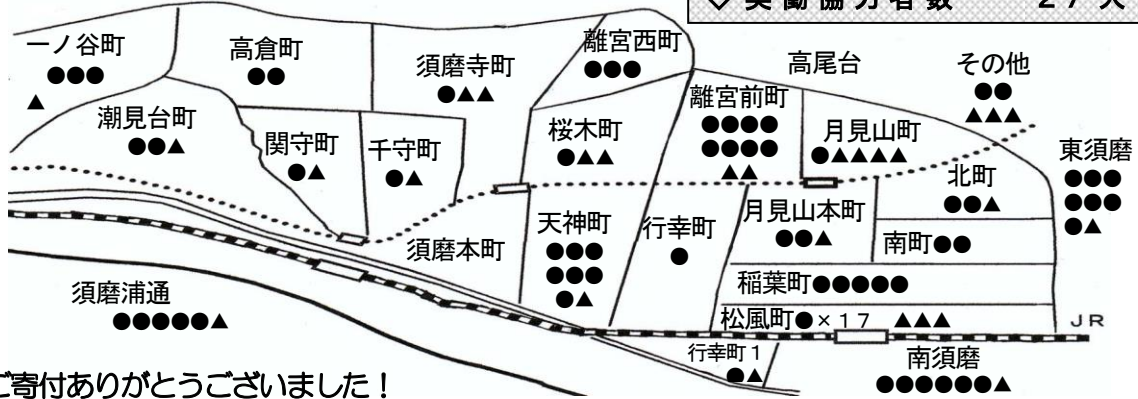 ◇実働協力者数 27人
一ノ谷町
●●●
▲
高倉町
●●
須磨寺町
●▲▲
離宮西町
●●●
高尾台
その他
●●
▲▲▲
潮見台町
●●▲
関守町
●▲
千守町
●▲
桜木町
●▲▲
離宮前町
●●●●
●●●●
▲▲
月見山町
●▲▲▲▲
東須磨
●●●
●●●
●▲
北町
●●▲
須磨本町
天神町
●●●
●●●
●▲
行幸町
●
月見山本町
●●▲
南町●●
稲葉町●●●●●
須磨浦通
●●●●●▲
松風町●×17 ▲▲▲
JR
行幸町1
●▲
南須磨
●●●●●●▲
ご寄付ありがとうございました!